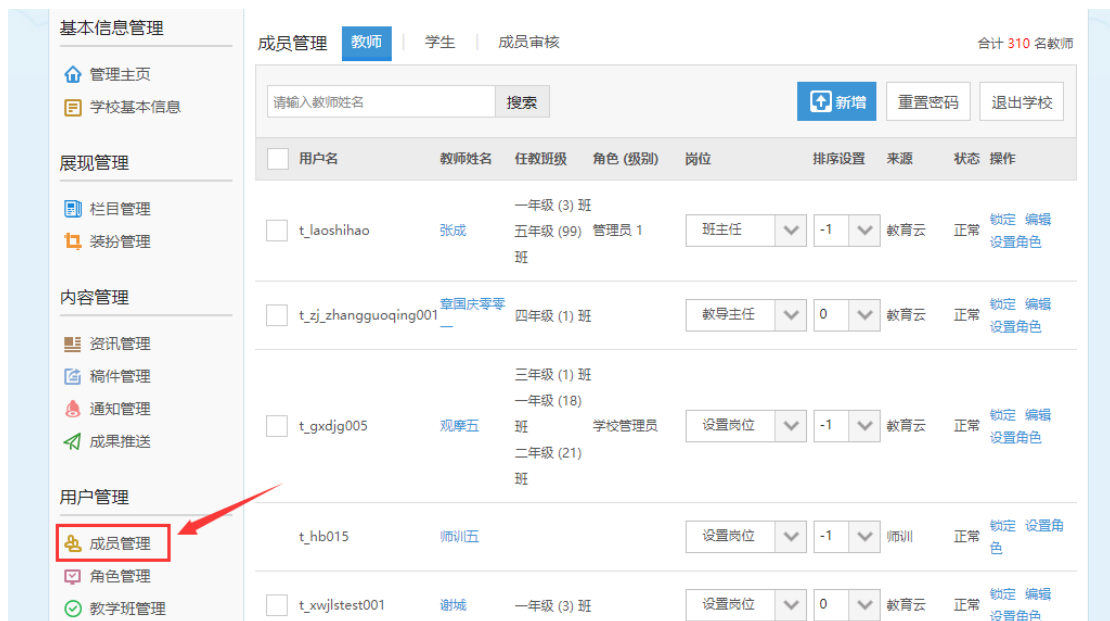 基本信息管理
管理主页
学校基本信息
展现管理
栏目管理
装扮管理
内容管理
资讯管理
稿件管理
通知管理
成果推送
用户管理
成员管理
角色管理
教学班管理
成员管理 教师 学生 成员审核 合计 310 名教师
请输入教师姓名 搜索 新增 重置密码 退出学校
用户名 教师姓名 任教班级 角色 (级别) 岗位 排序设置 来源 状态 操作
一年级 (3) 班
t_laoshihao 张成 五年级 (99) 管理员 1 班主任 -1 教育云 正常 锁定 编辑
班 设置角色
t_zj_zhangguoqing001 章国庆零零 四年级 (1) 班 教导主任 0 教育云 正常 锁定 编辑
一 设置角色
三年级 (1) 班
一年级 (18)
t_gxdjg005 观摩五 班 学校管理员 设置岗位 -1 教育云 正常 锁定 编辑
二年级 (21) 设置角色
班
t_hb015 师训五 设置岗位 -1 师训 正常 锁定 设置角
色
t_xwjlstest001 谢城 一年级 (3) 班 设置岗位 0 教育云 正常 锁定 编辑
设置角色